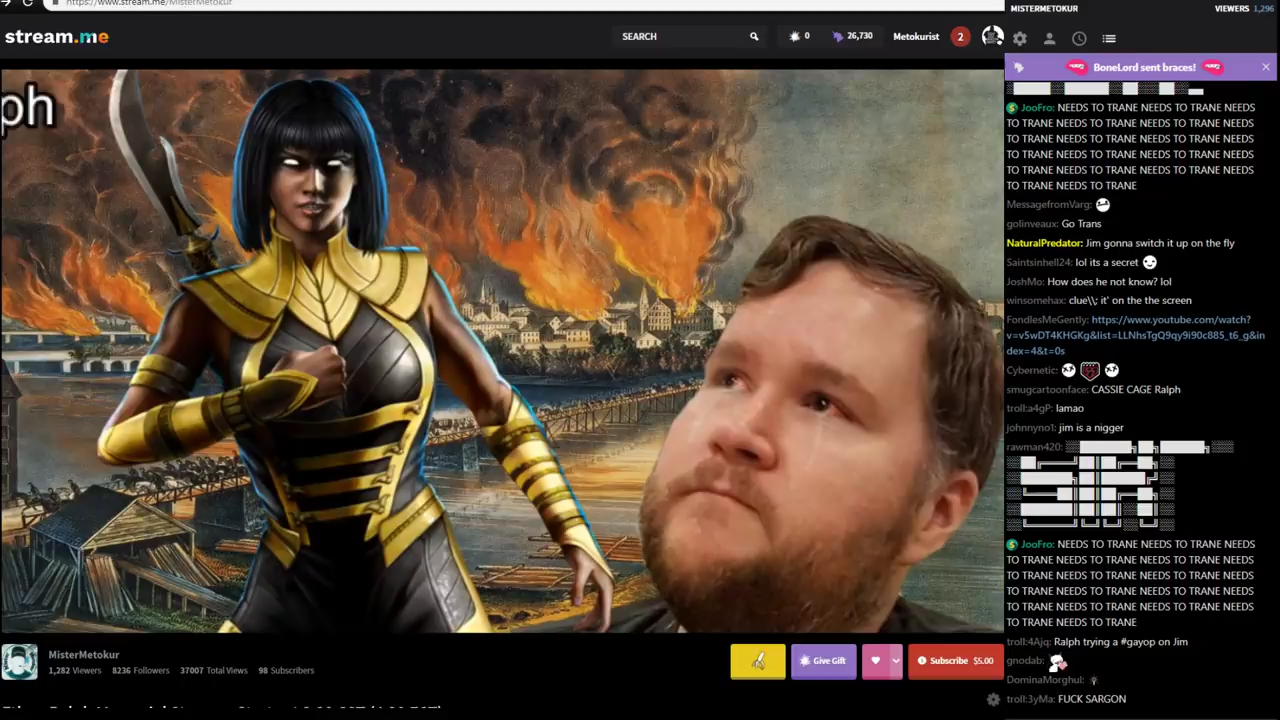 https://www.stream.me/MisterMetokur
stream.me
SEARCH
0
26,730
Metokurist
2
MISTERMETOKUR
VIEWERS 1,296
BoneLord sent braces!
ph
JooFro: NEEDS TO TRANE NEEDS TO TRANE NEEDS
TO TRANE NEEDS TO TRANE NEEDS TO TRANE NEEDS
TO TRANE NEEDS TO TRANE NEEDS TO TRANE NEEDS
TO TRANE NEEDS TO TRANE NEEDS TO TRANE NEEDS
TO TRANE NEEDS TO TRANE NEEDS TO TRANE NEEDS
TO TRANE NEEDS TO TRANE
MessagefromVarg:
golinveaux: Go Trans
NaturalPredator: Jim gonna switch it up on the fly
Saintsinhell24: lol its a secret
JoshMo: How does he not know? lol
winsomehax: clue\\; it' on the the screen
FondlesMeGently: https://www.youtube.com/watch?
v=v5wDT4KHGKg&list=LLNhsTgQ9qy9i90c885_t6_g&in
dex=4&t=0s
Cybernetic:
smugcartoonface: CASSIE CAGE Ralph
troll:a4gP: lamao
johnnyno1: jim is a nigger
rawman420:
JooFro: NEEDS TO TRANE NEEDS TO TRANE NEEDS
TO TRANE NEEDS TO TRANE NEEDS TO TRANE NEEDS
TO TRANE NEEDS TO TRANE NEEDS TO TRANE NEEDS
TO TRANE NEEDS TO TRANE NEEDS TO TRANE NEEDS
TO TRANE NEEDS TO TRANE NEEDS TO TRANE NEEDS
TO TRANE NEEDS TO TRANE
troll:4Ajq: Ralph trying a #gayop on Jim
gnodab:
DominaMorghul:
troll:3yMa: FUCK SARGON
MisterMetokur
1,282 Viewers 8236 Followers 37007 Total Views 98 Subscribers
Give Gift
Subscribe $5.00